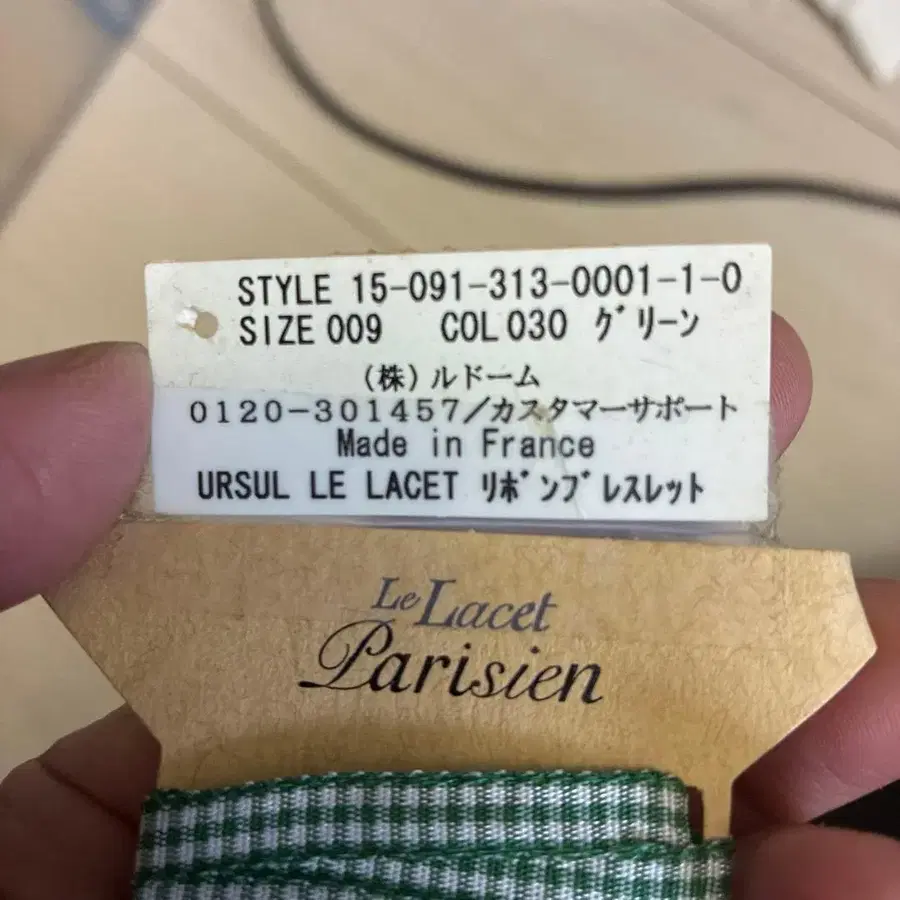 STYLE 15-091-313-0001-1-0
SIZE 009 COL 030 ｸﾞﾘｰﾝ
(株)ルドーム
0120-301457/カスタマーサポート
Made in France
URSUL LE LACET ﾘﾎﾞﾝﾌﾞﾚｽﾚｯﾄ
Le Lacet
Parisien